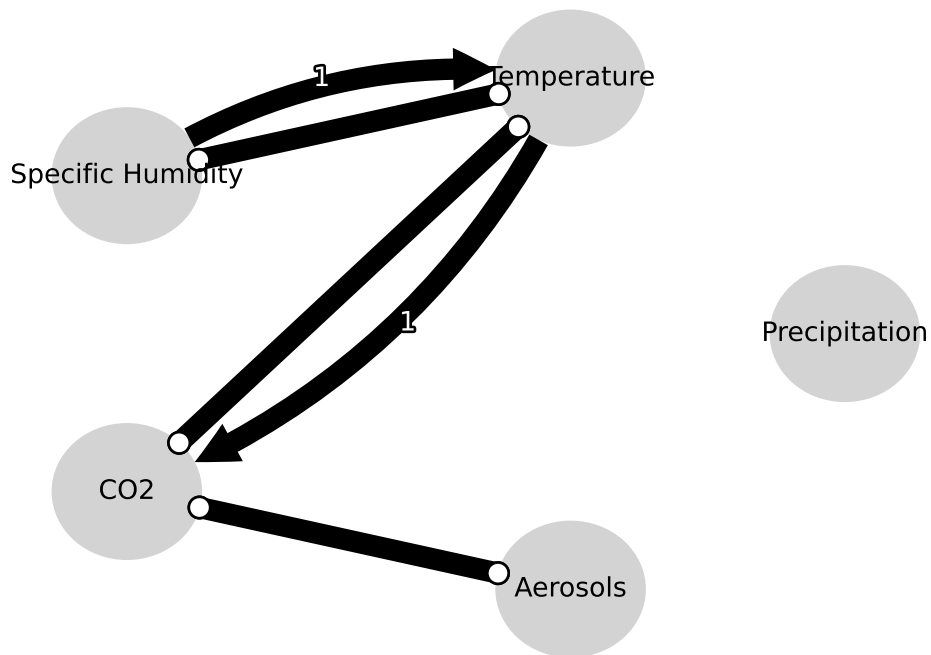 Temperature
1
Specific Humidity
1
Precipitation
CO2
Aerosols